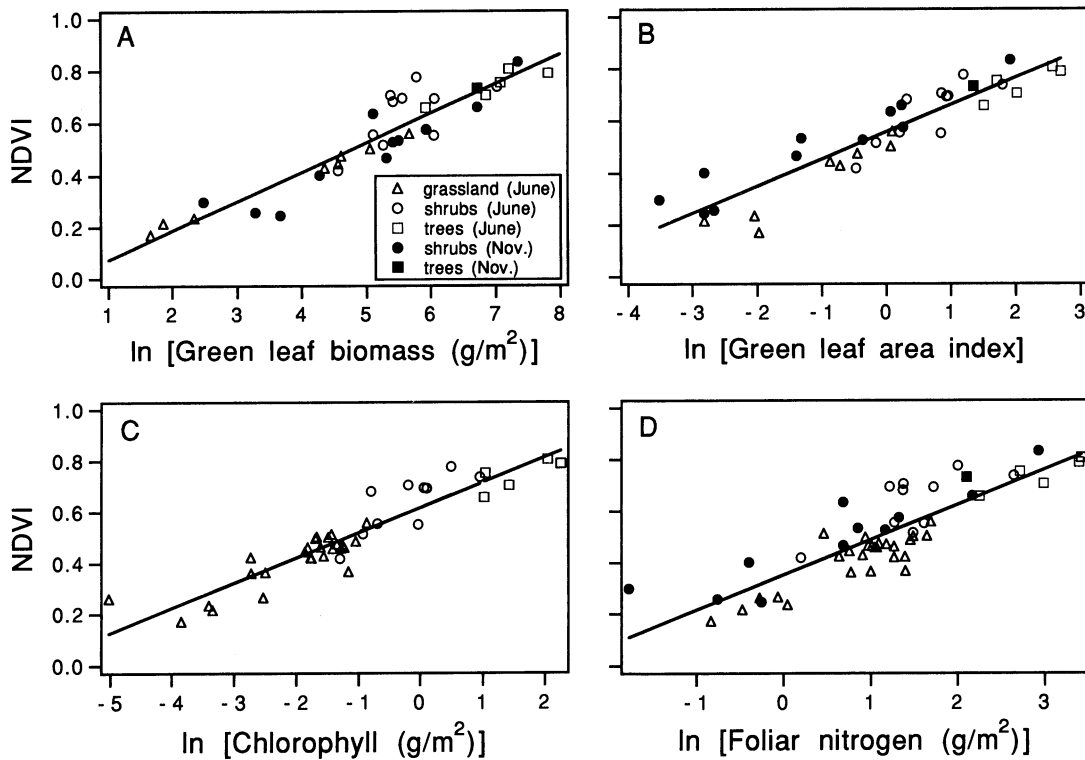 A
NDVI
1.0
0.8
0.6
0.4
0.2
0.0
△ grassland (June)
○ shrubs (June)
□ trees (June)
● shrubs (Nov.)
■ trees (Nov.)
1 2 3 4 5 6 7 8
ln [Green leaf biomass (g/m²)]
B
-4 -3 -2 -1 0 1 2 3
ln [Green leaf area index]
C
NDVI
1.0
0.8
0.6
0.4
0.2
0.0
-5 -4 -3 -2 -1 0 1 2
ln [Chlorophyll (g/m²)]
D
-1 0 1 2 3
ln [Foliar nitrogen (g/m²)]